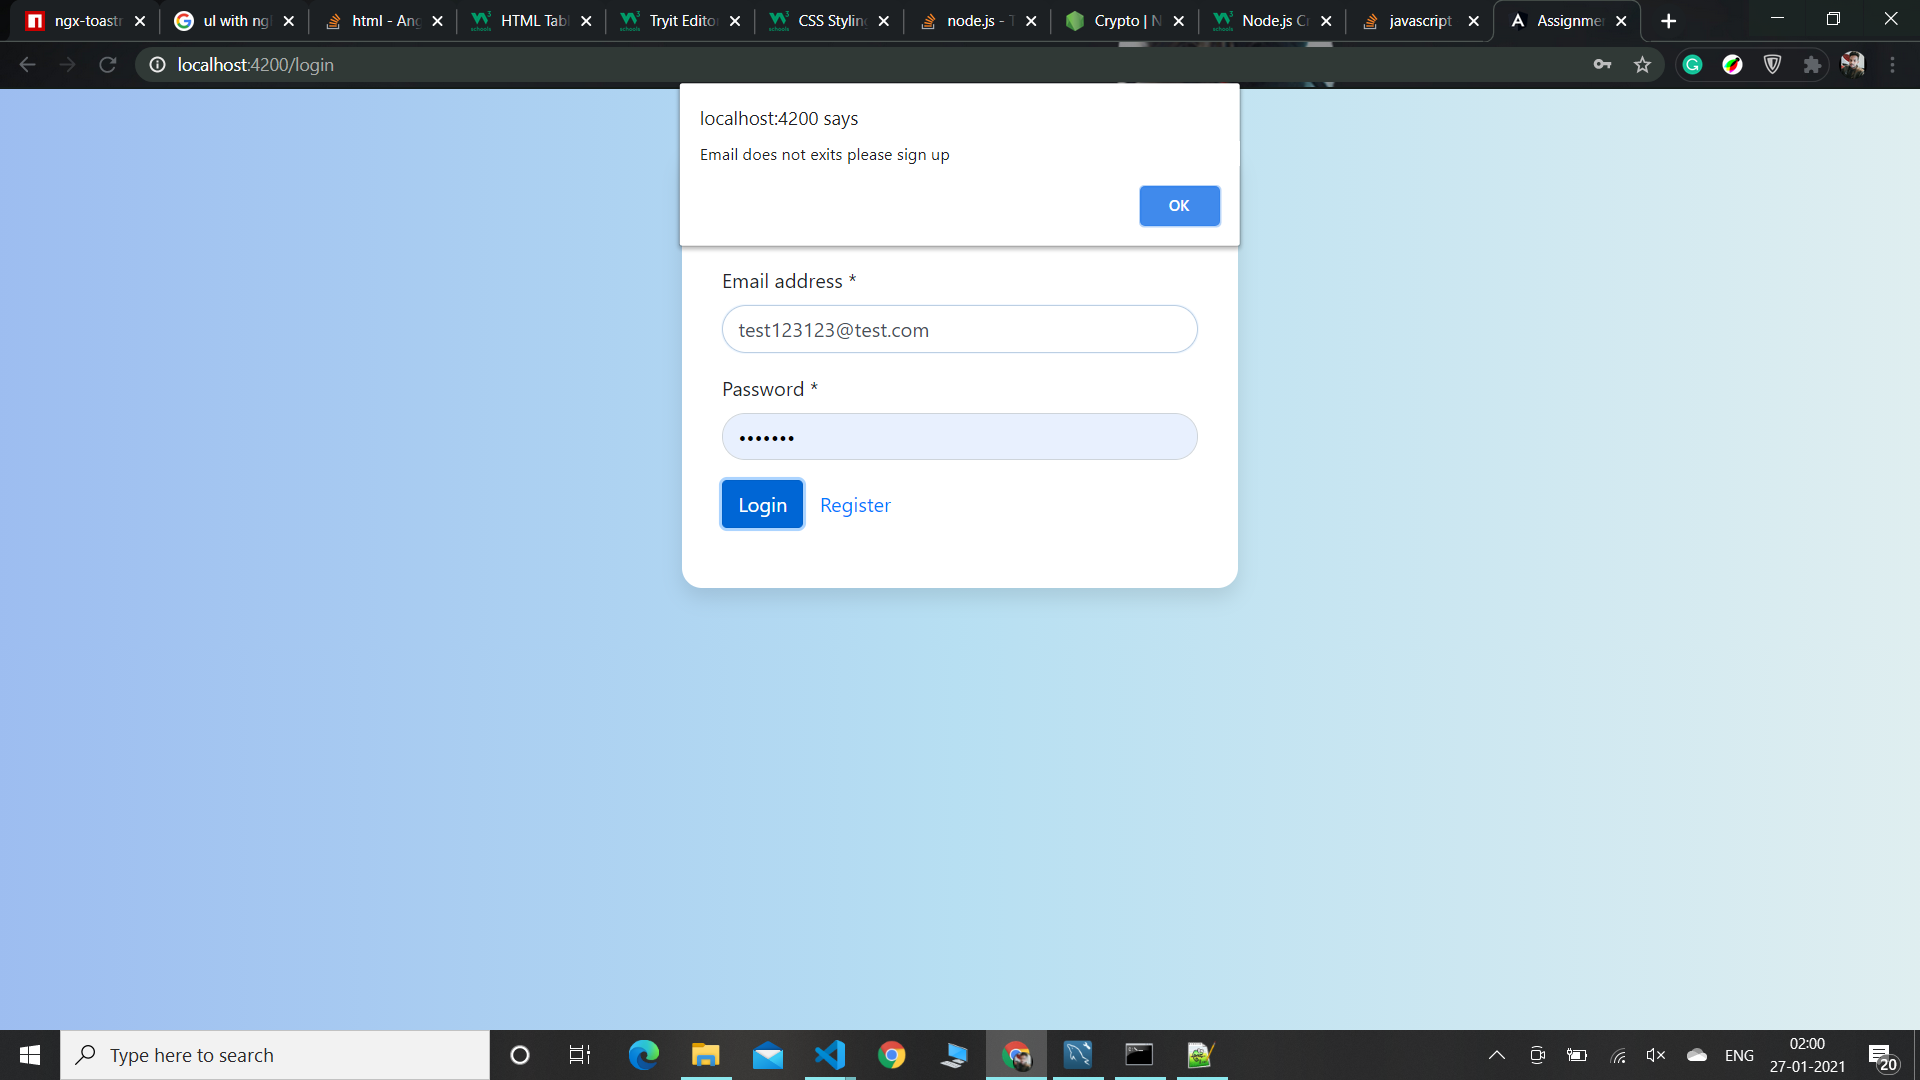 ngx-toastr
ul with ng
html - Ang
HTML Tabl
Tryit Edito
CSS Styling
node.js - T
Crypto | N
Node.js Cr
javascript
Assignmen
localhost:4200/login
localhost:4200 says
Email does not exits please sign up
OK
Email address *
test123123@test.com
Password *
•••••••
Login Register
Type here to search
ENG
02:00
27-01-2021
20